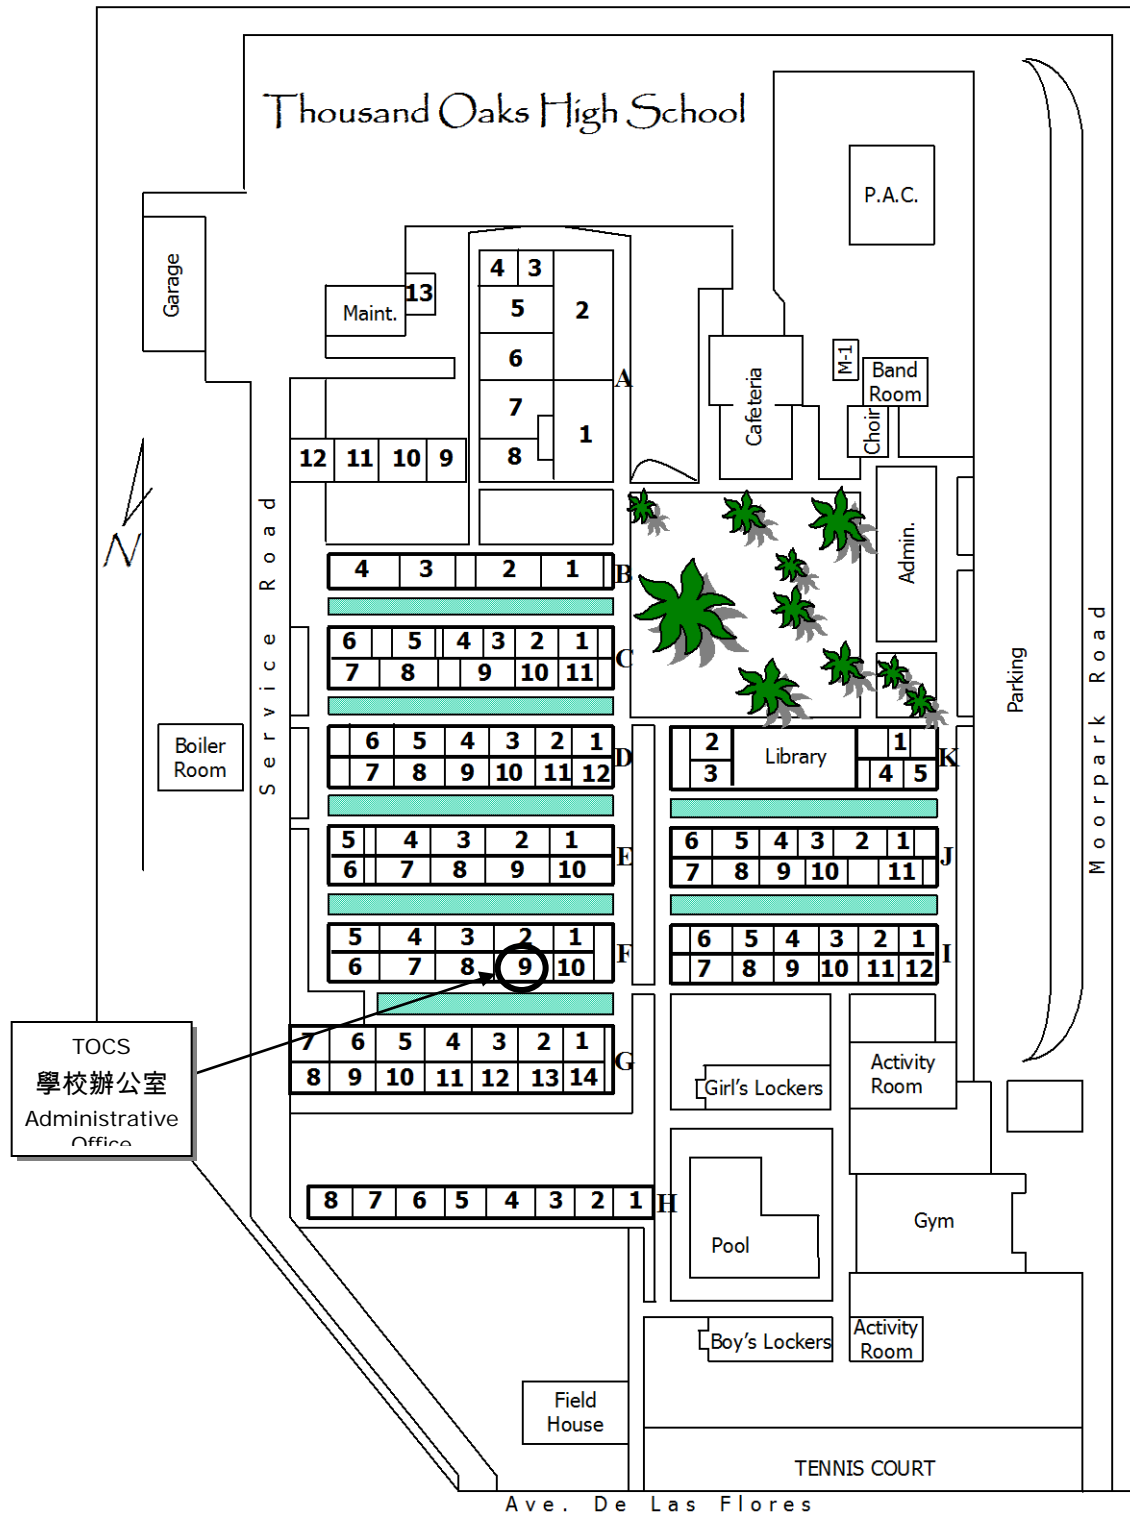 Thousand Oaks High School
P.A.C.
Garage
Maint.
13
4 3
5 2
6
A
7 1
8
12 11 10 9
Cafeteria
M-1
Band
Room
Choir
Admin.
N
Service Road
4 3 2 1 B
6 5 4 3 2 1
C
7 8 9 10 11
Boiler
Room
6 5 4 3 2 1
D
7 8 9 10 11 12
2 Library 1
K
3 4 5
Parking
Moorpark Road
5 4 3 2 1
E
6 7 8 9 10
6 5 4 3 2 1
J
7 8 9 10 11
5 4 3 2 1
F
6 7 8 9 10
6 5 4 3 2 1
I
7 8 9 10 11 12
TOCS
學校辦公室
Administrative
Office
7 6 5 4 3 2 1
G
8 9 10 11 12 13 14
Girl's Lockers
Activity
Room
8 7 6 5 4 3 2 1 H
Pool
Gym
Boy's Lockers
Activity
Room
Field
House
TENNIS COURT
Ave. De Las Flores